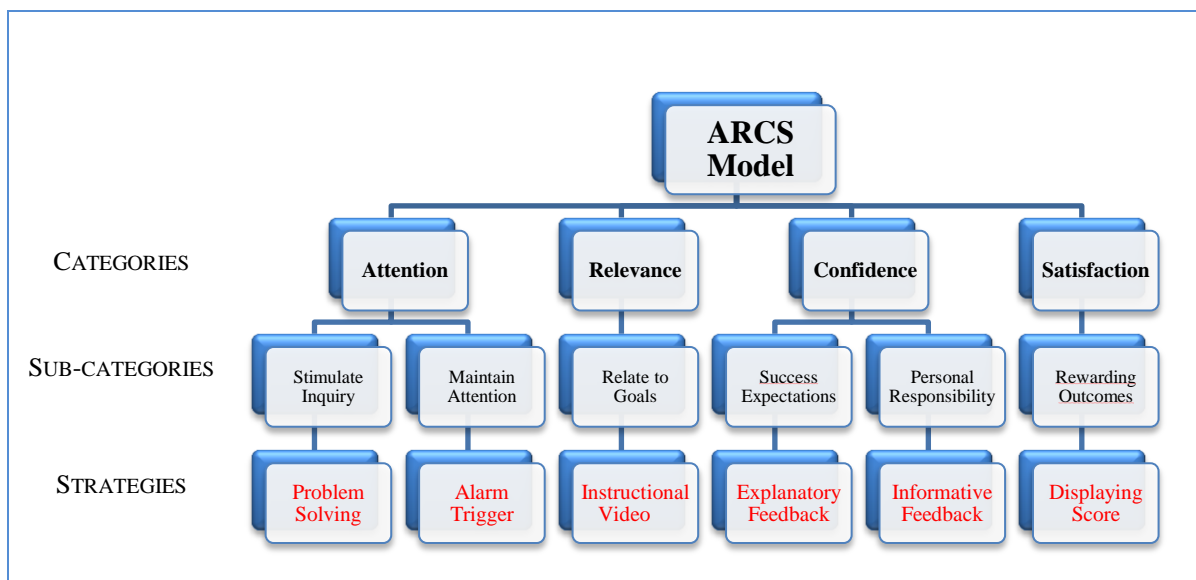 ARCS
Model
CATEGORIES
Attention
Relevance
Confidence
Satisfaction
SUB-CATEGORIES
Stimulate
Inquiry
Maintain
Attention
Relate to
Goals
Success
Expectations
Personal
Responsibility
Rewarding
Outcomes
STRATEGIES
Problem
Solving
Alarm
Trigger
Instructional
Video
Explanatory
Feedback
Informative
Feedback
Displaying
Score